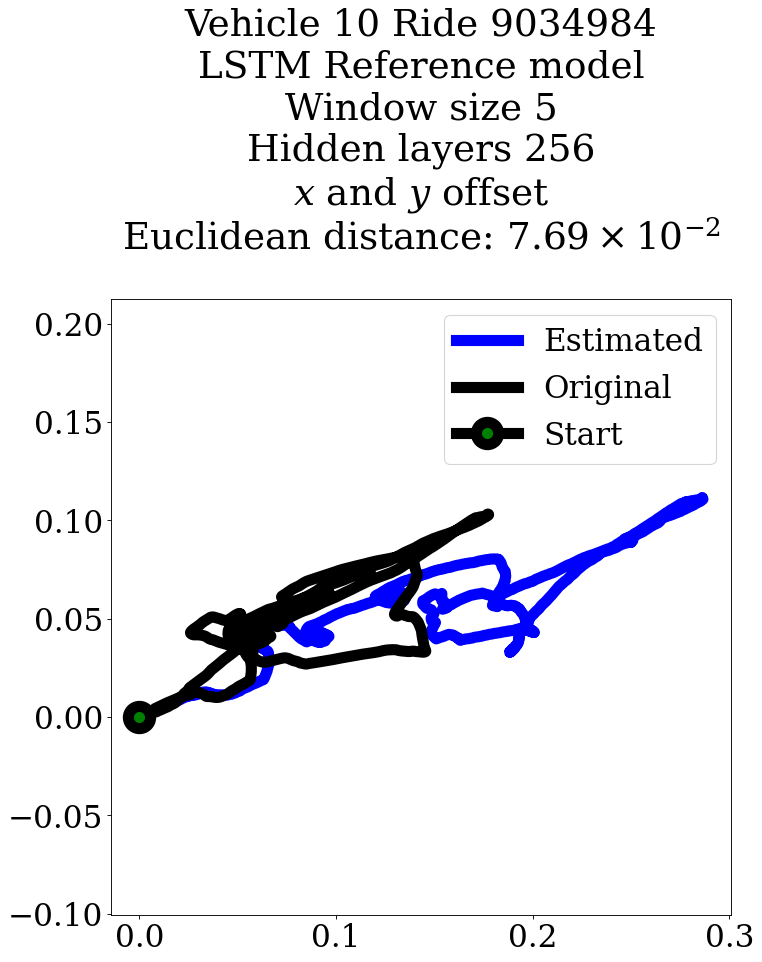 Vehicle 10 Ride 9034984
LSTM Reference model
Window size 5
Hidden layers 256
x and y offset
Euclidean distance: 7.69 × 10⁻²
Estimated
Original
Start
0.20
0.15
0.10
0.05
0.00
−0.05
−0.10
0.0 0.1 0.2 0.3